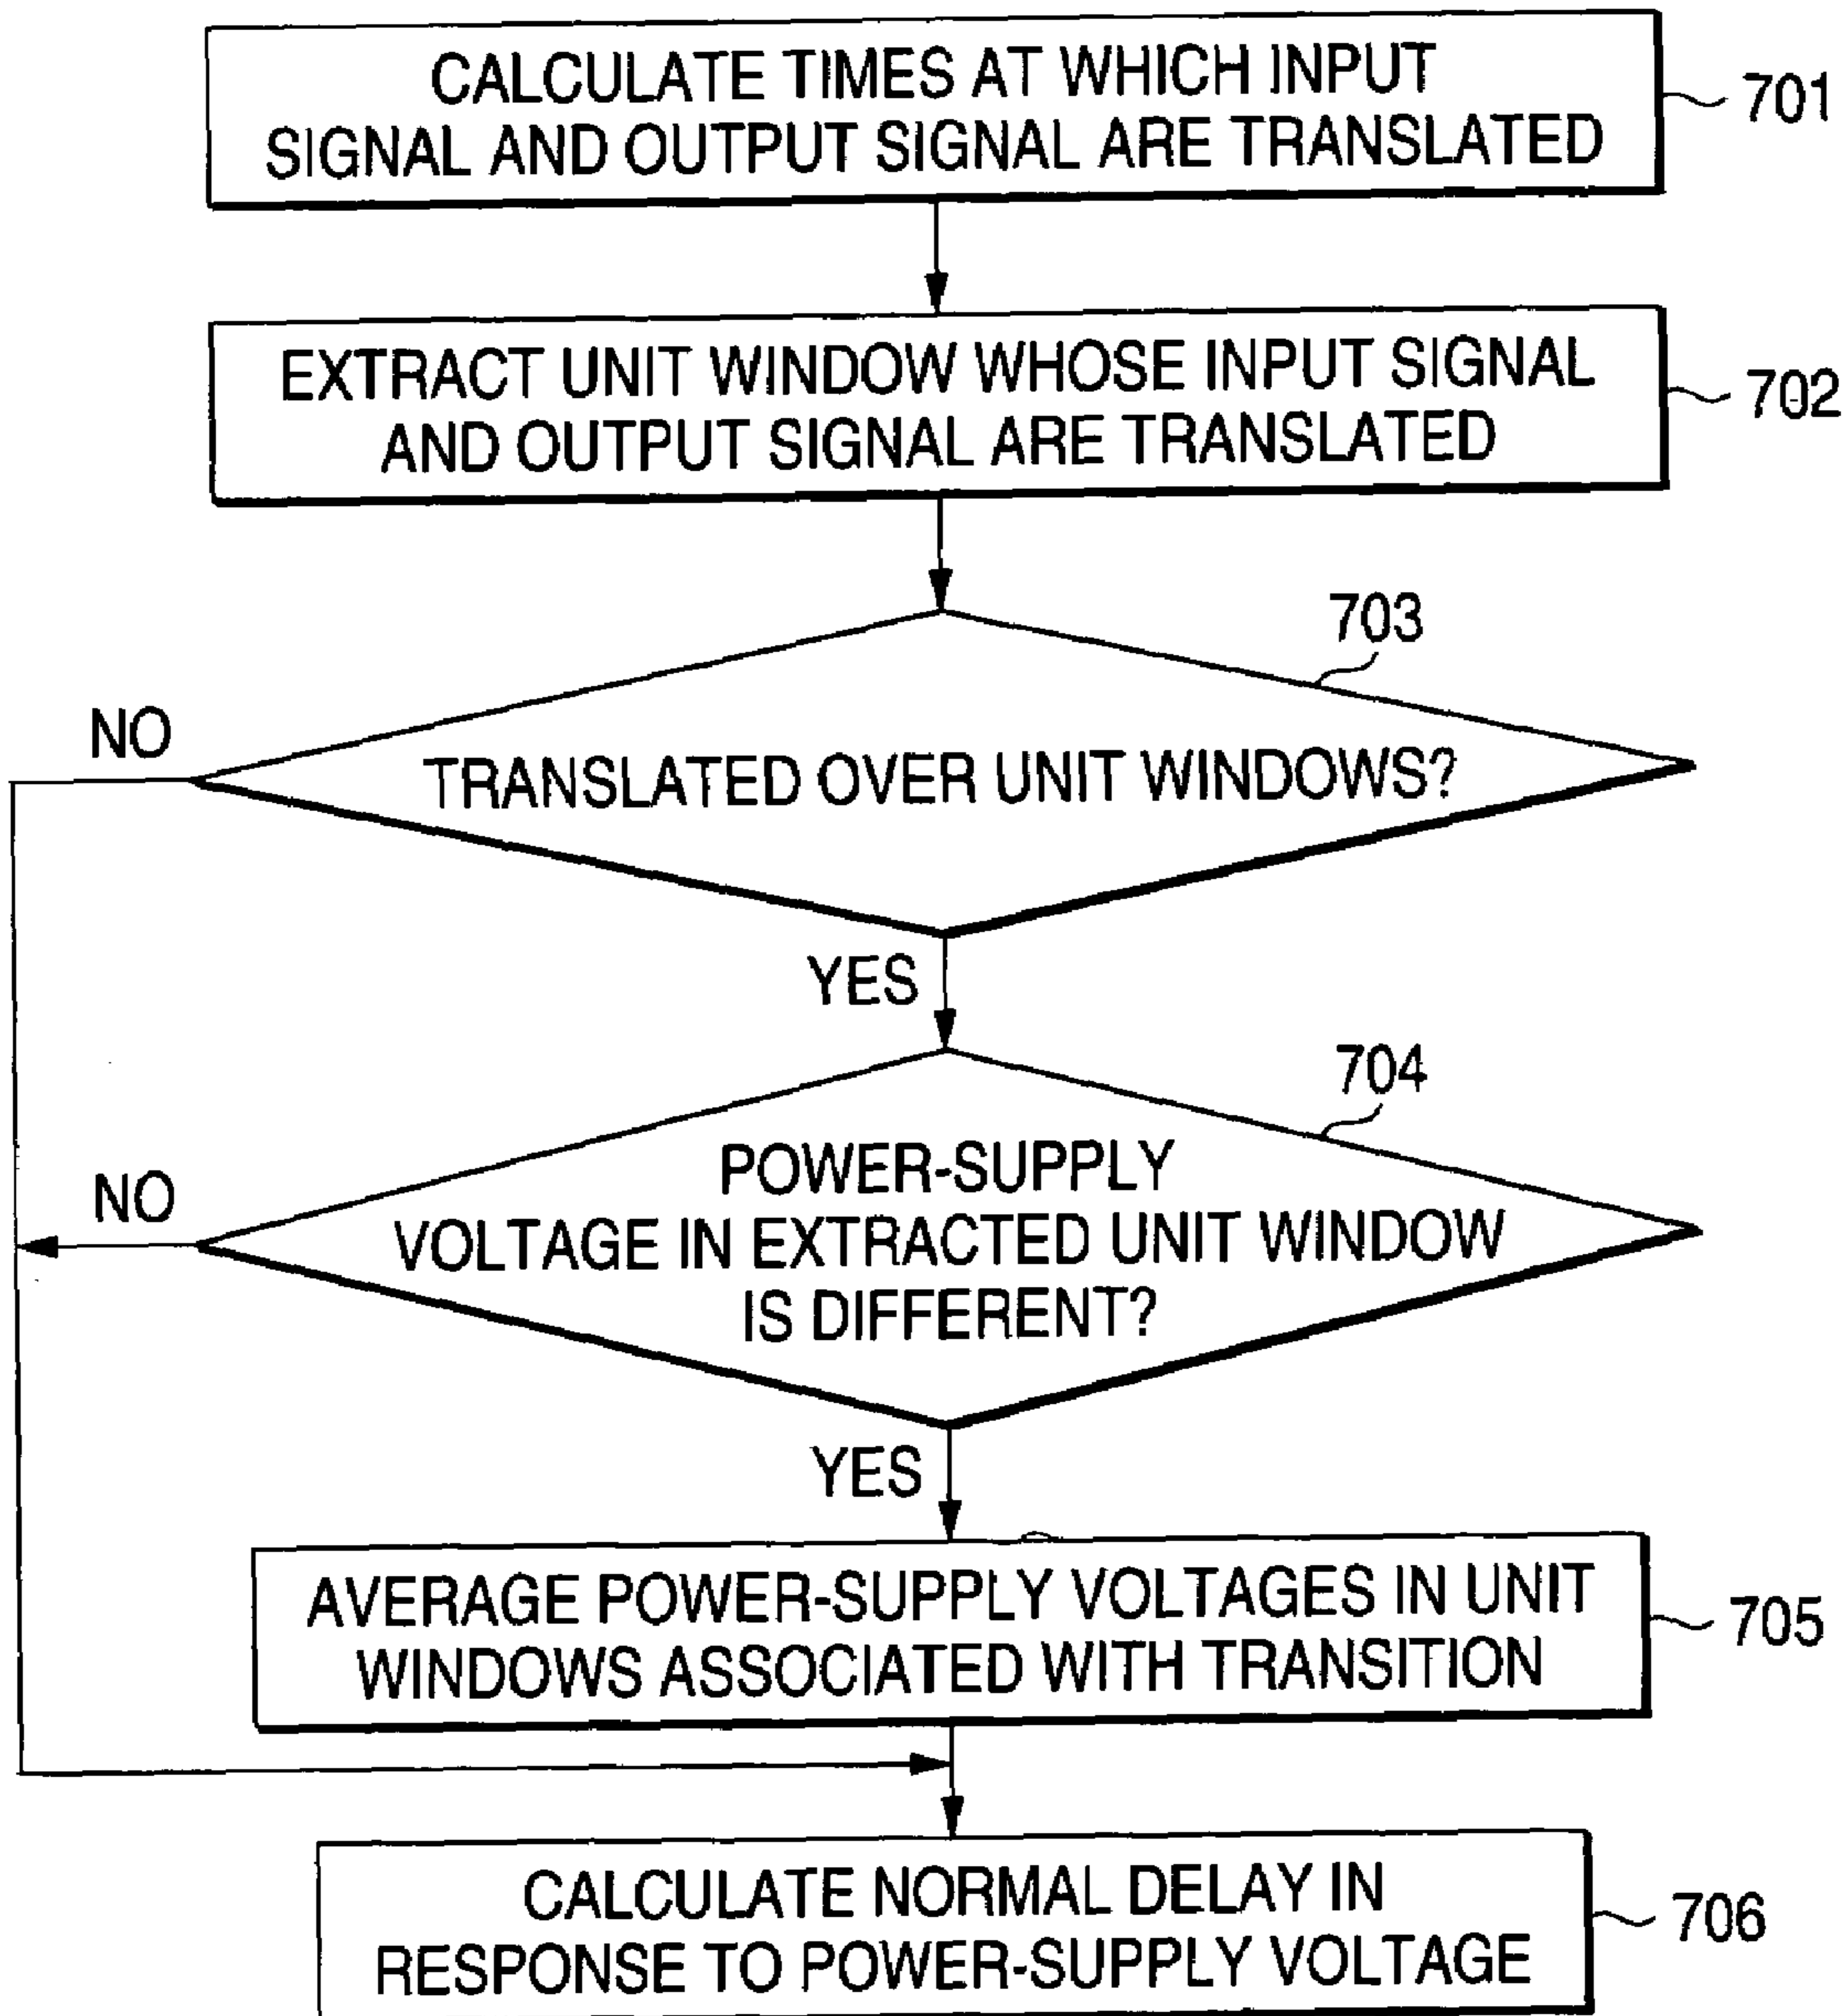 CALCULATE TIMES AT WHICH INPUT
SIGNAL AND OUTPUT SIGNAL ARE TRANSLATED
701
EXTRACT UNIT WINDOW WHOSE INPUT SIGNAL
AND OUTPUT SIGNAL ARE TRANSLATED
702
703
NO
TRANSLATED OVER UNIT WINDOWS?
YES
704
NO
POWER-SUPPLY
VOLTAGE IN EXTRACTED UNIT WINDOW
IS DIFFERENT?
YES
AVERAGE POWER-SUPPLY VOLTAGES IN UNIT
WINDOWS ASSOCIATED WITH TRANSITION
705
CALCULATE NORMAL DELAY IN
RESPONSE TO POWER-SUPPLY VOLTAGE
706